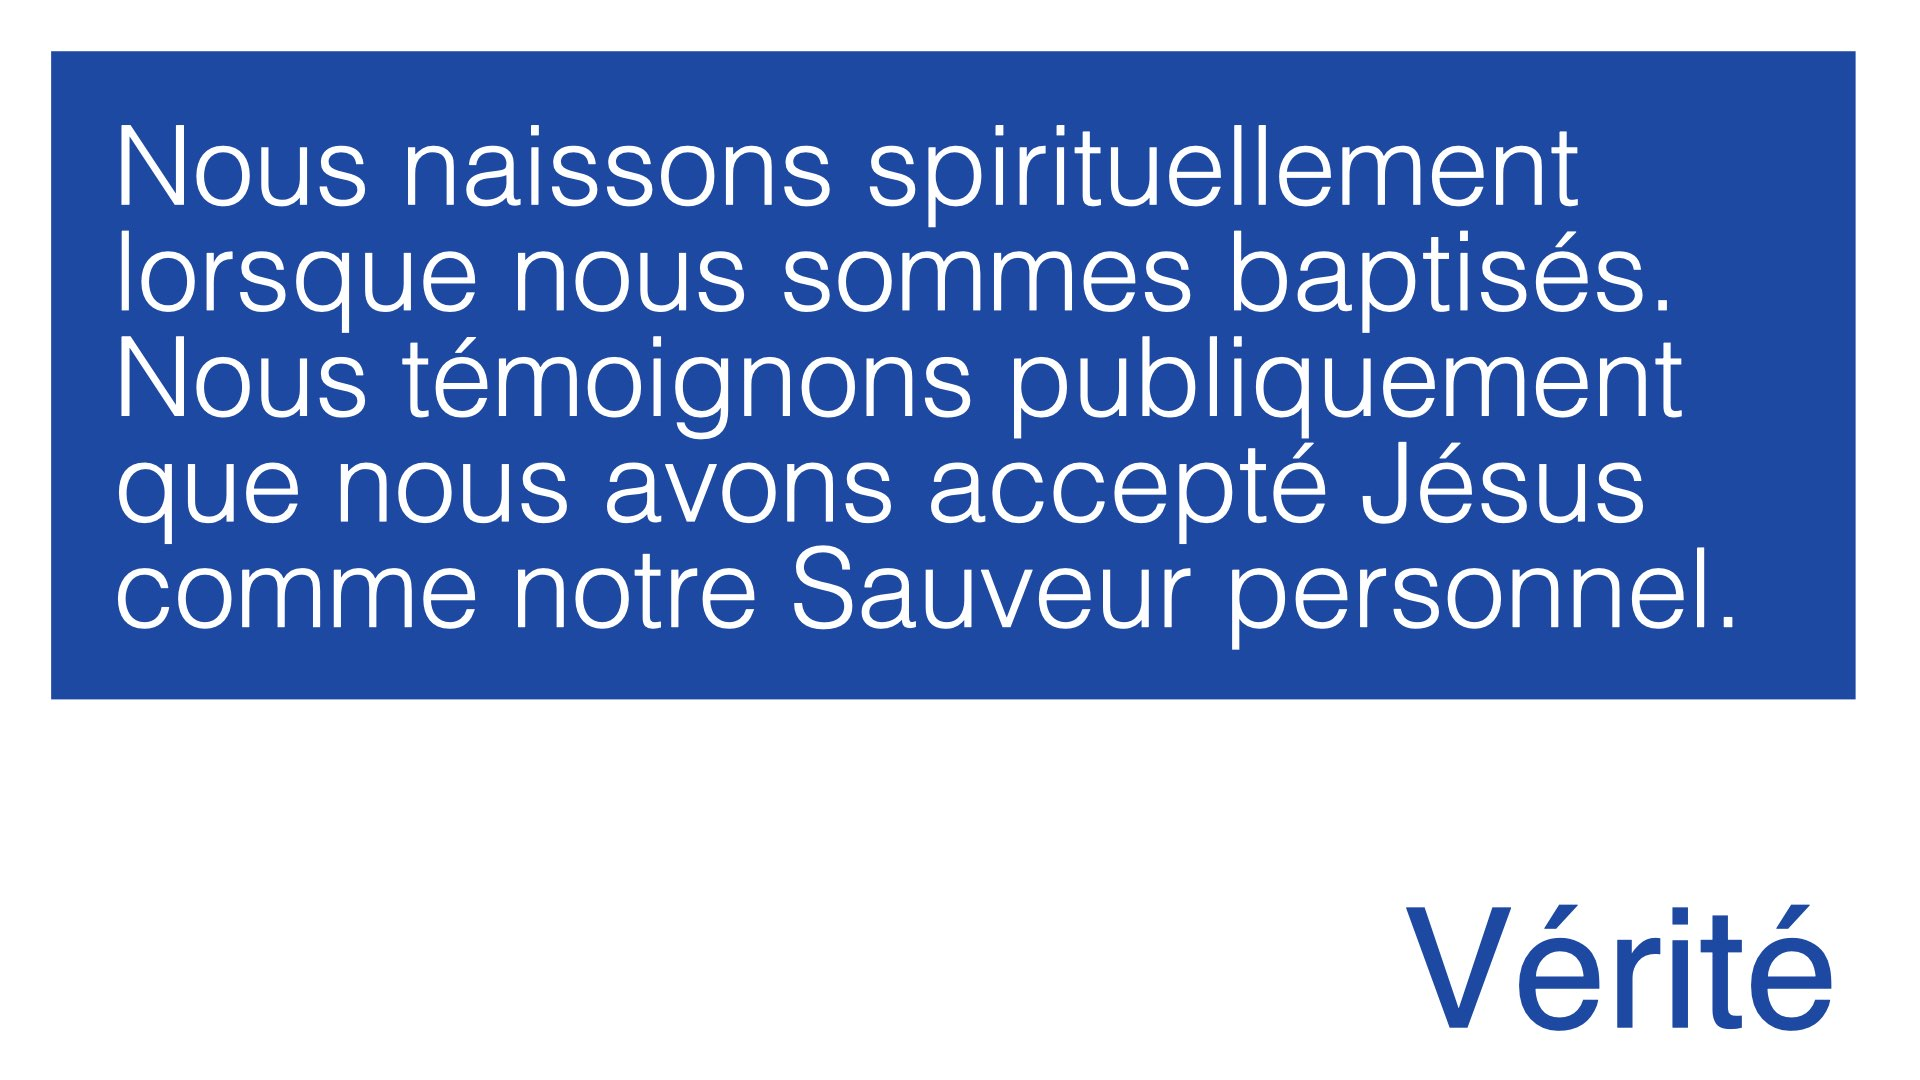 Nous naissons spirituellement
lorsque nous sommes baptisés.
Nous témoignons publiquement
que nous avons accepté Jésus
comme notre Sauveur personnel.
Vérité